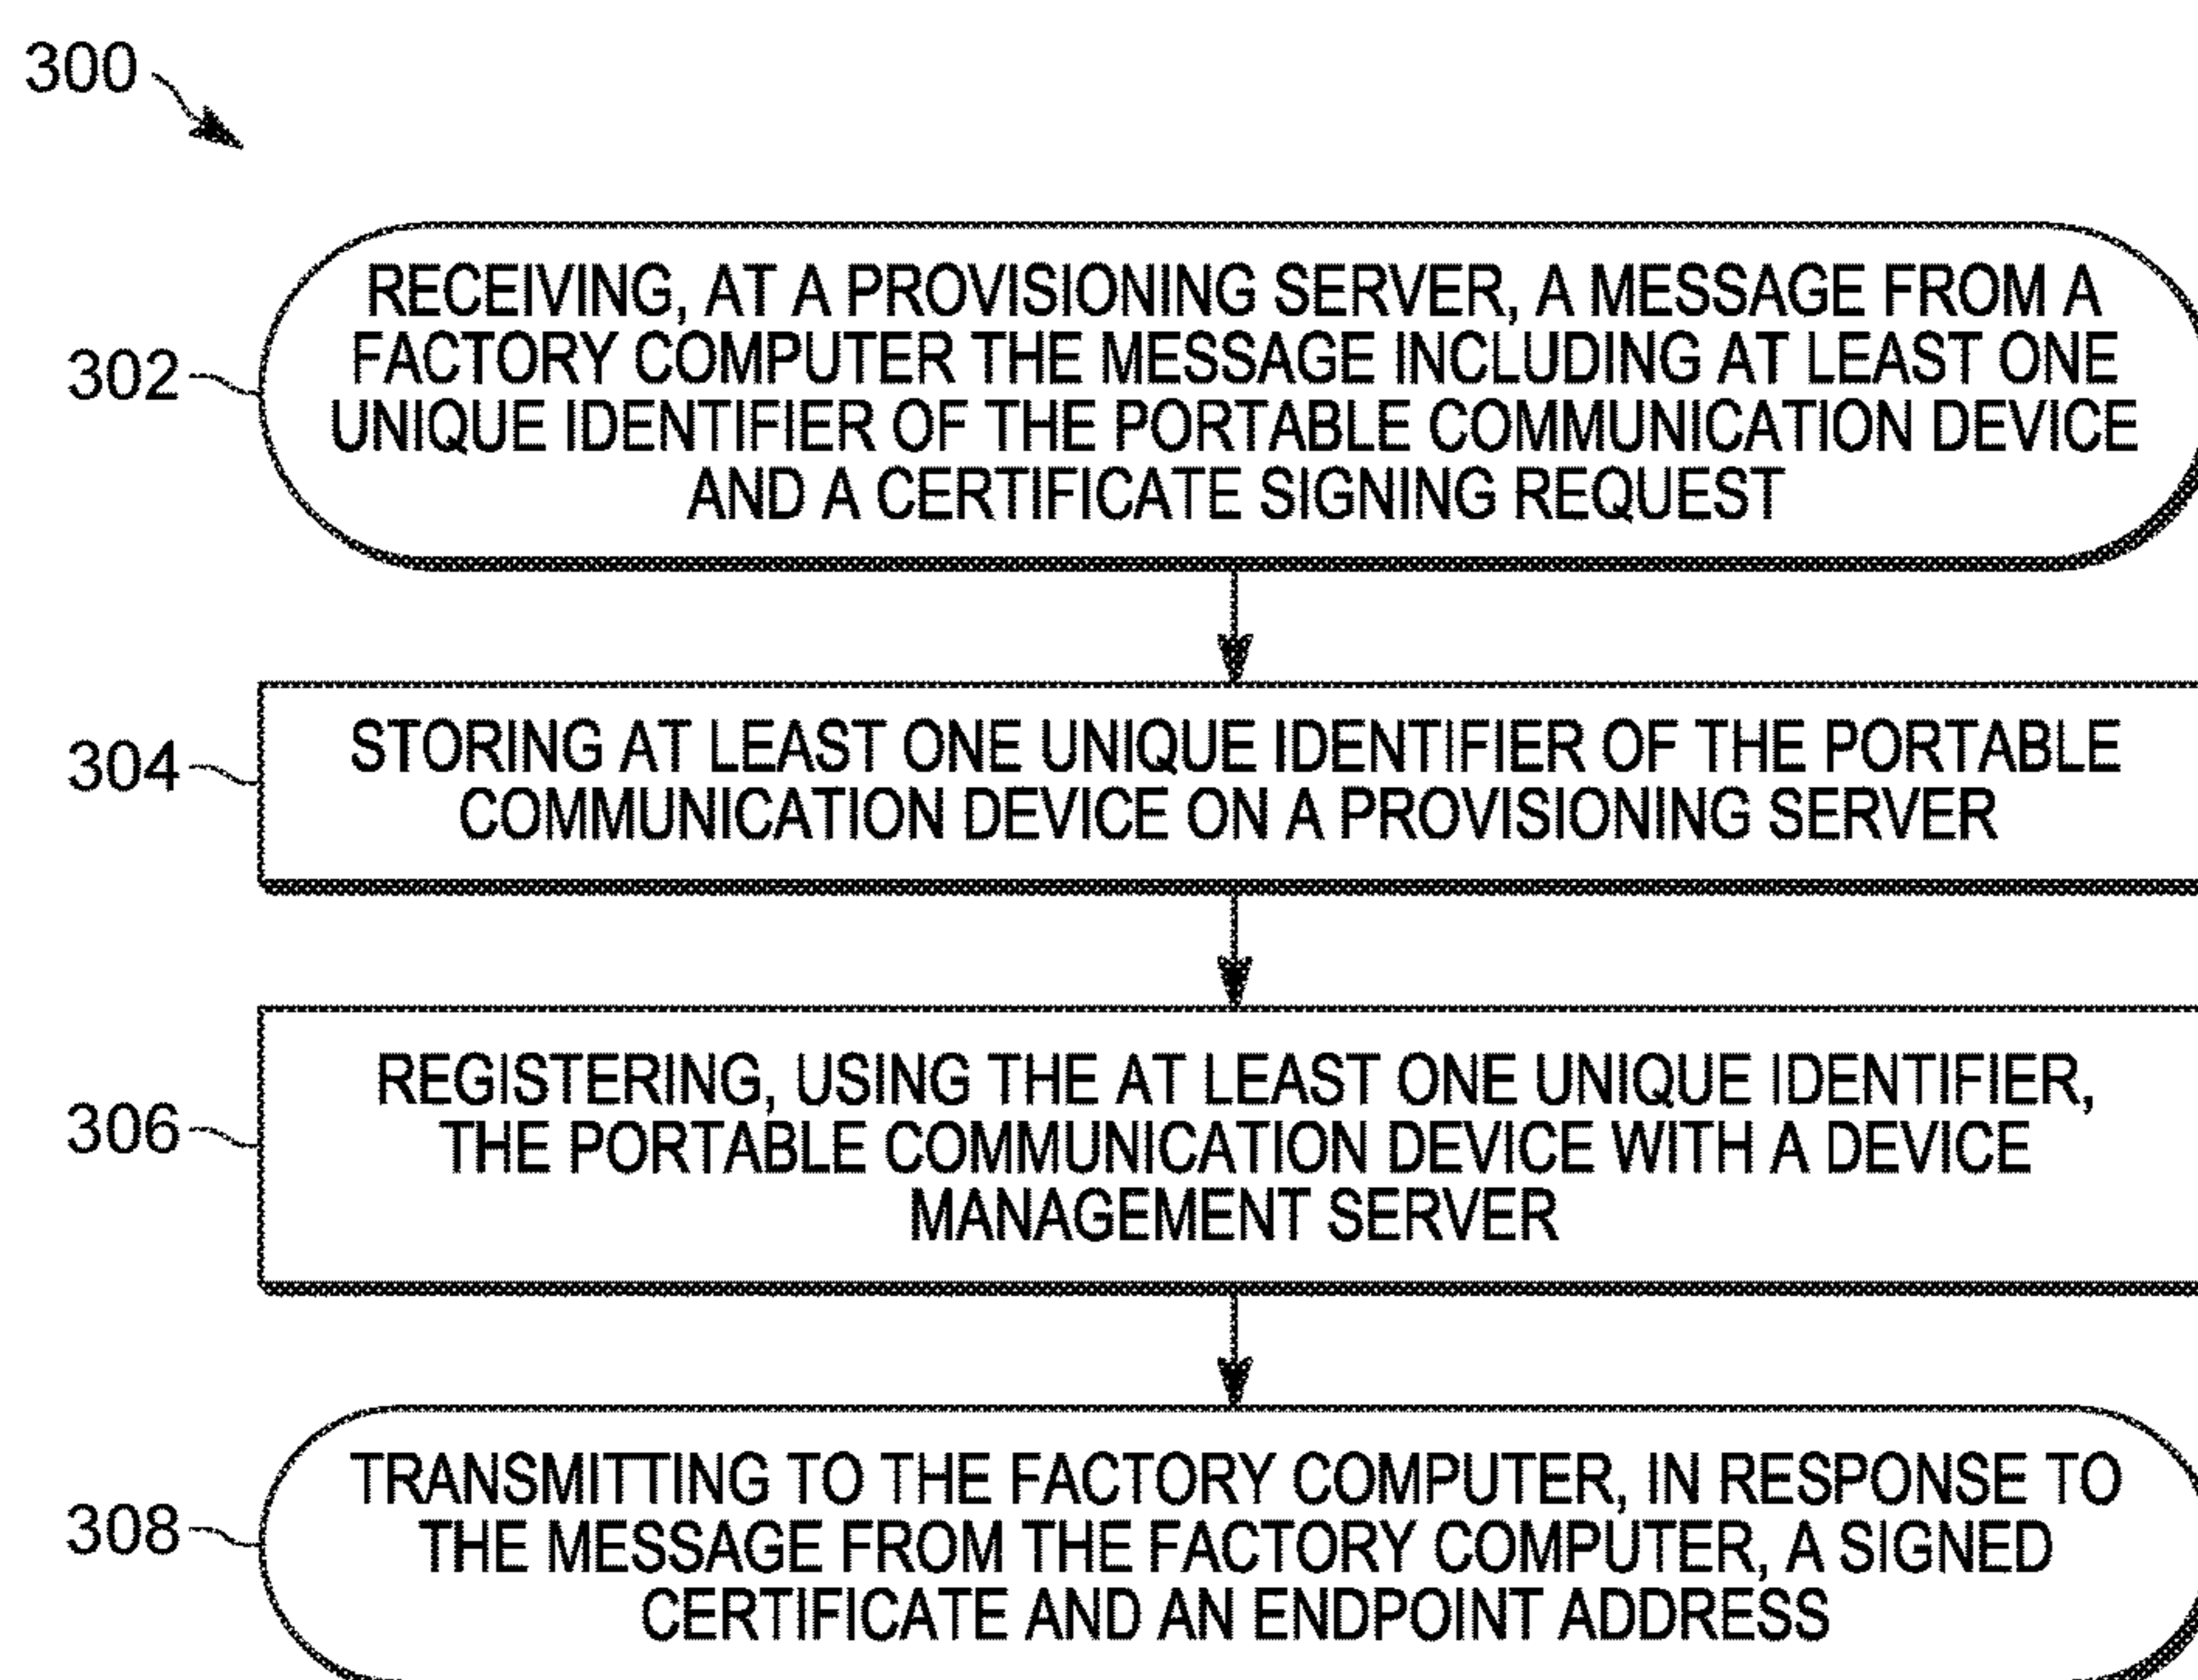 300
302
RECEIVING, AT A PROVISIONING SERVER, A MESSAGE FROM A
FACTORY COMPUTER THE MESSAGE INCLUDING AT LEAST ONE
UNIQUE IDENTIFIER OF THE PORTABLE COMMUNICATION DEVICE
AND A CERTIFICATE SIGNING REQUEST
304
STORING AT LEAST ONE UNIQUE IDENTIFIER OF THE PORTABLE
COMMUNICATION DEVICE ON A PROVISIONING SERVER
306
REGISTERING, USING THE AT LEAST ONE UNIQUE IDENTIFIER,
THE PORTABLE COMMUNICATION DEVICE WITH A DEVICE
MANAGEMENT SERVER
308
TRANSMITTING TO THE FACTORY COMPUTER, IN RESPONSE TO
THE MESSAGE FROM THE FACTORY COMPUTER, A SIGNED
CERTIFICATE AND AN ENDPOINT ADDRESS